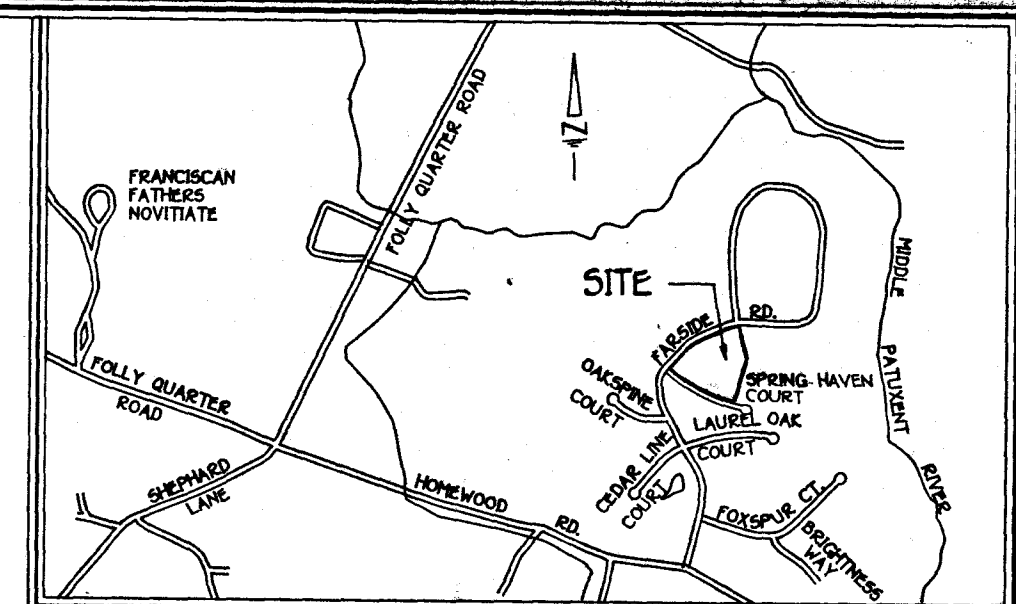 FRANCISCAN
FATHERS
NOVITIATE
FOLLY QUARTER ROAD
N
SITE
MIDDLE
PATUXENT
RIVER
FARSIDE RD.
OAKSPINE
COURT
SPRING-HAVEN
COURT
LAUREL OAK
COURT
CEDAR LINE
COURT
FOLLY QUARTER
ROAD
SHEPHARD
LANE
HOMEWOOD RD.
FOXSPUR CT.
BRIGHTNESS
WAY